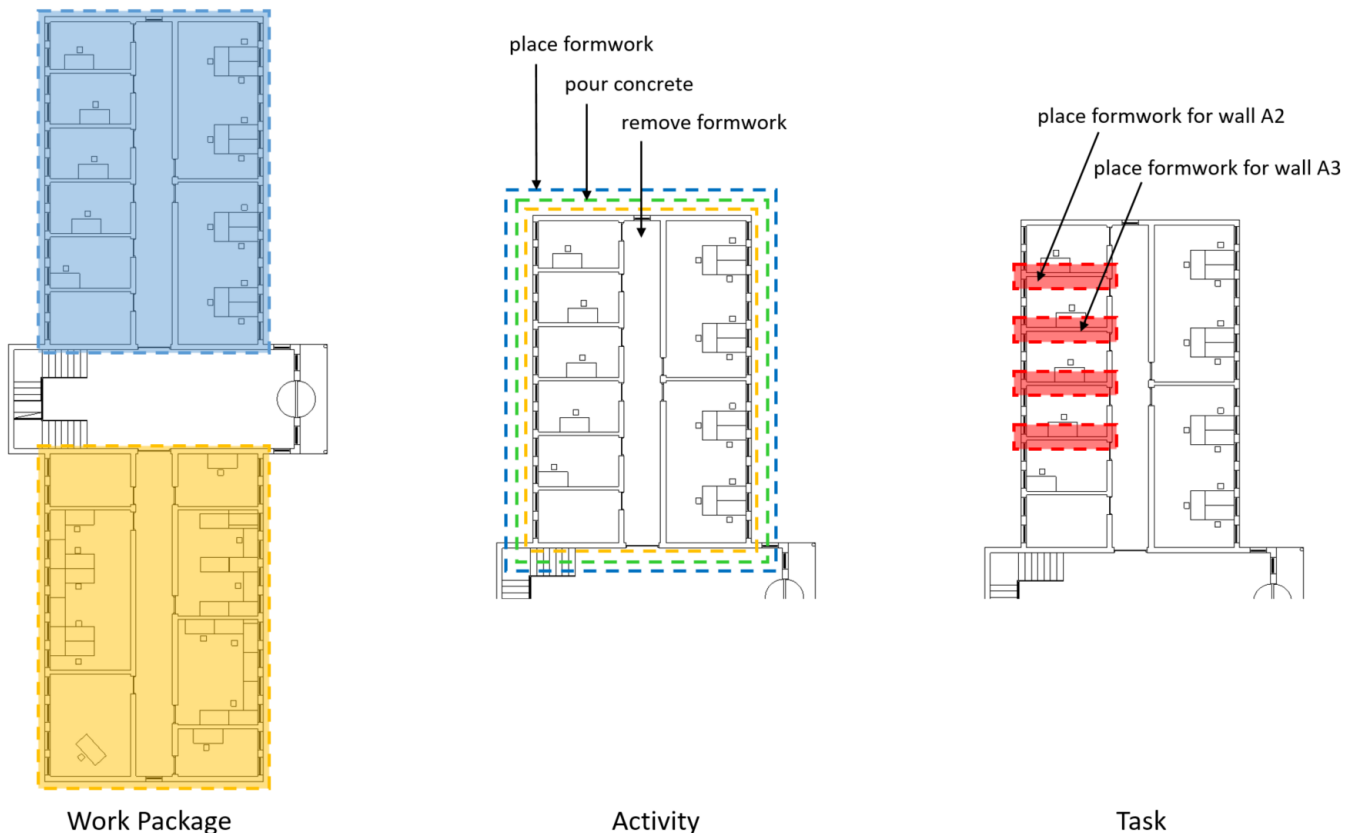 place formwork
pour concrete
remove formwork
place formwork for wall A2
place formwork for wall A3
Work Package
Activity
Task